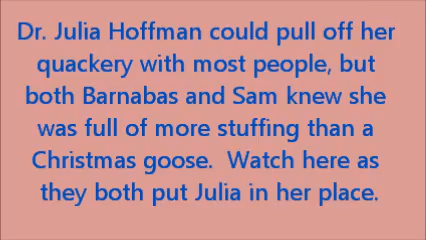 Dr. Julia Hoffman could pull off her
quackery with most people, but
both Barnabas and Sam knew she
was full of more stuffing than a
Christmas goose.  Watch here as
they both put Julia in her place.